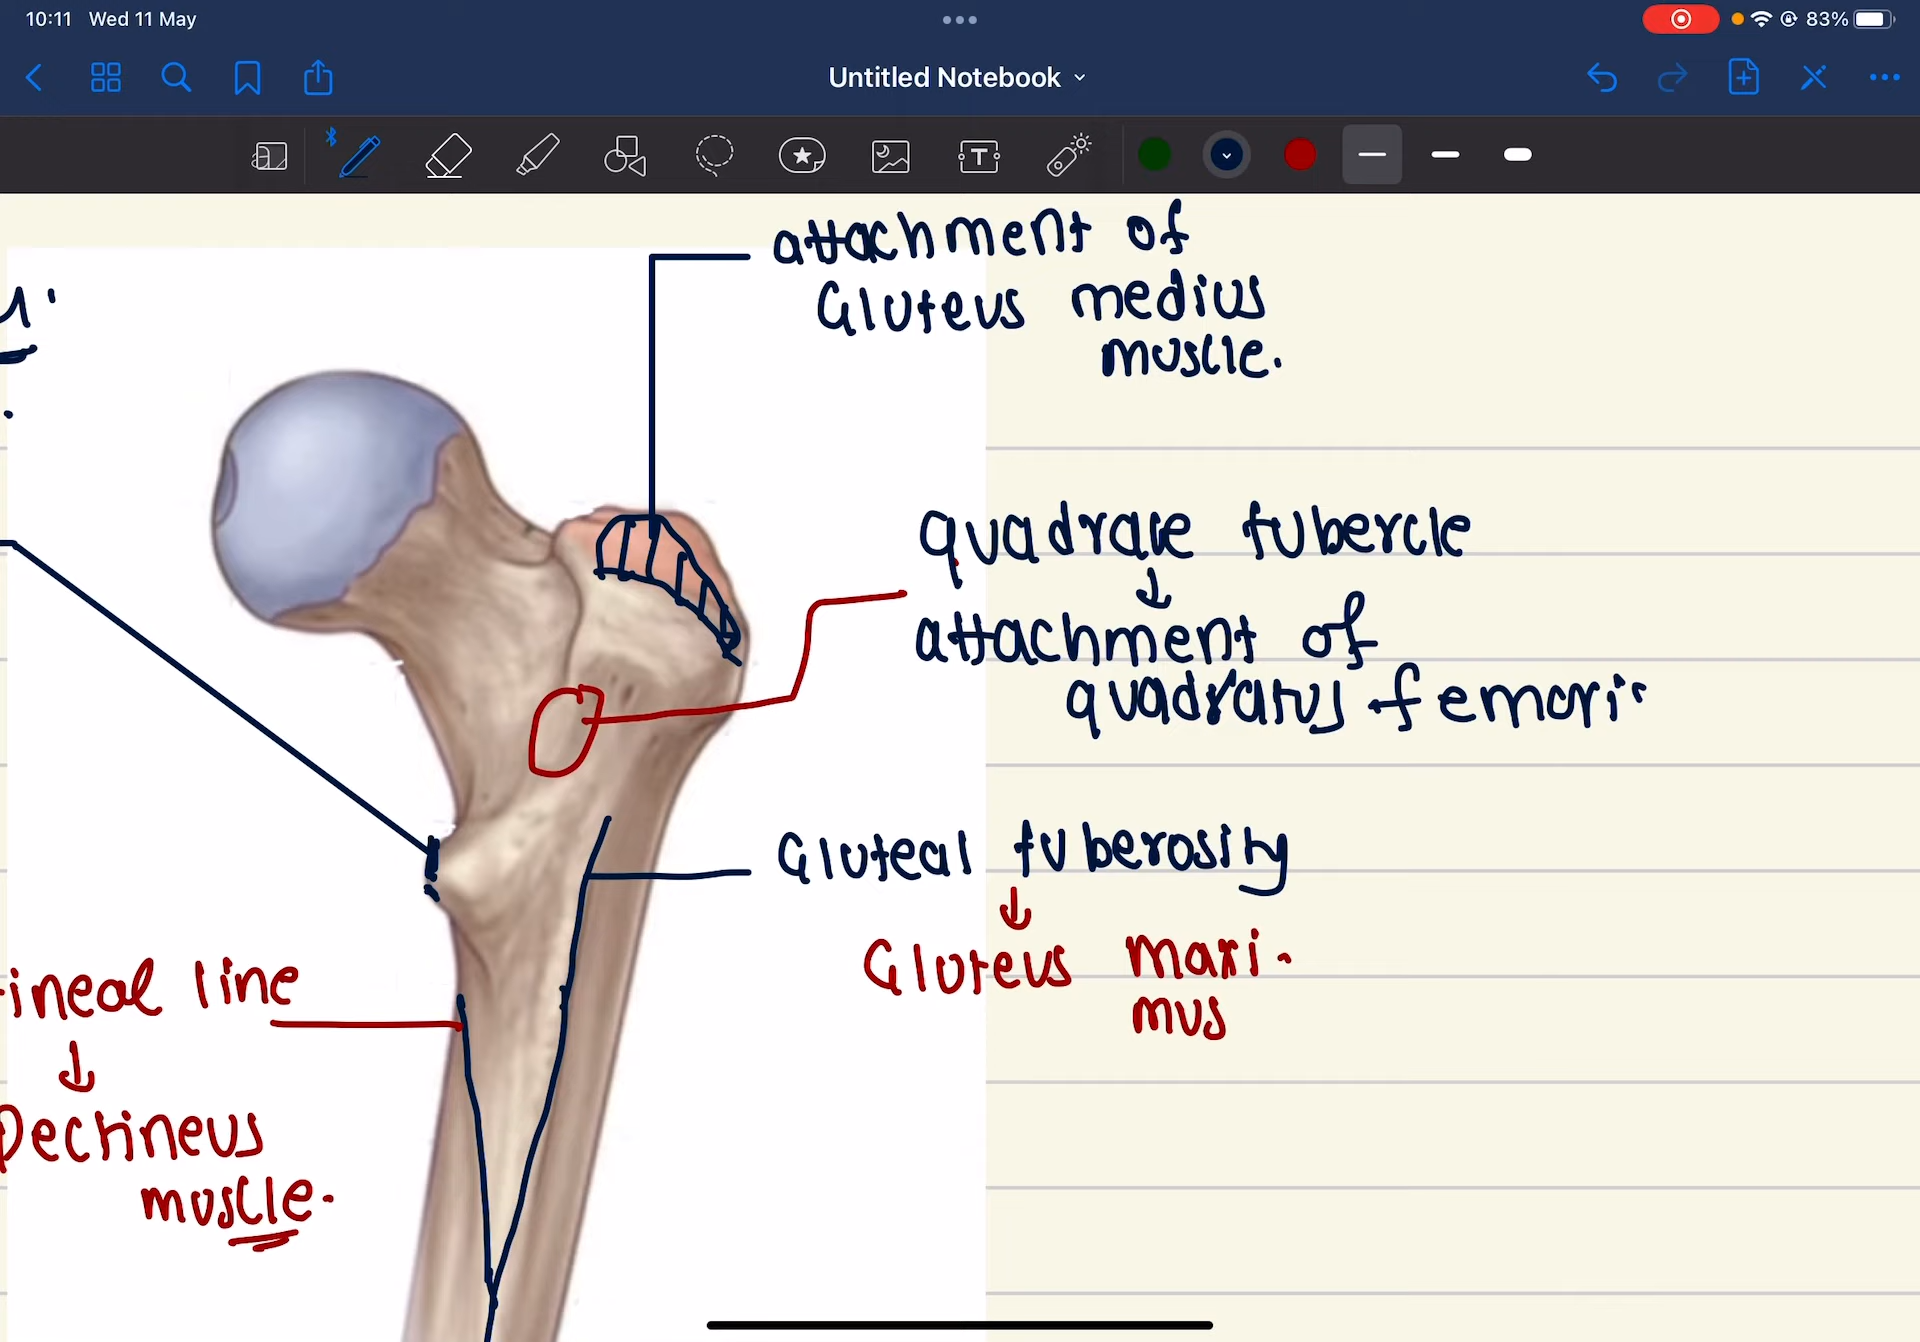 10:11 Wed 11 May
83%
Untitled Notebook
attachment of
Gluteus medius
muscle.
quadrate tubercle
↓
attachment of
quadratus femoris
Gluteal tuberosity
↓
Gluteus maxi-
mus
ineal line
↓
Pectineus
muscle.